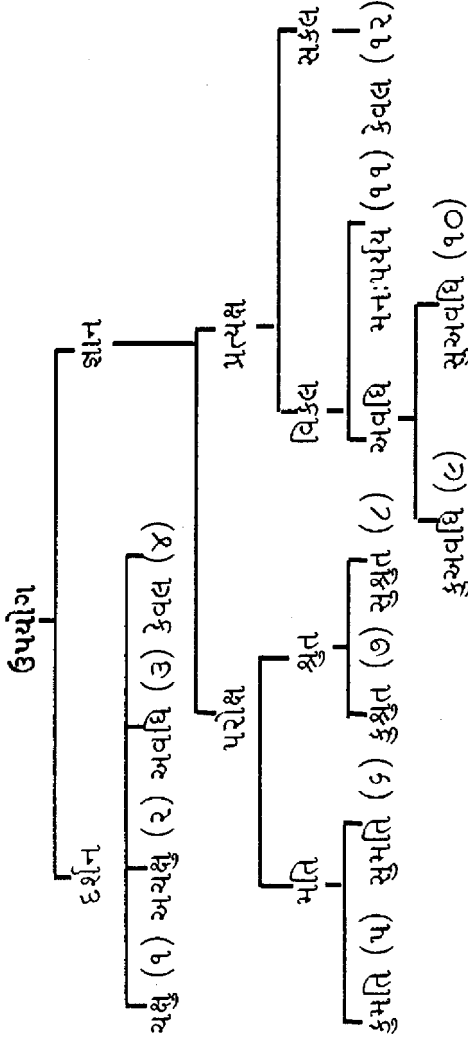 ઉપયોગ
દર્શન જ્ઞાન
ચક્ષુ (૧) અચક્ષુ (૨) અવધિ (૩) કેવલ (૪)
પરોક્ષ પ્રત્યક્ષ
મતિ શ્રુત વિકલ સકલ
કુમતિ (૫) સુમતિ (૬) કુશ્રુત (૭) સુશ્રુત (૮) અવધિ મનઃપર્યય (૧૧) કેવલ (૧૨)
કુઅવધિ (૯) સુઅવધિ (૧૦)